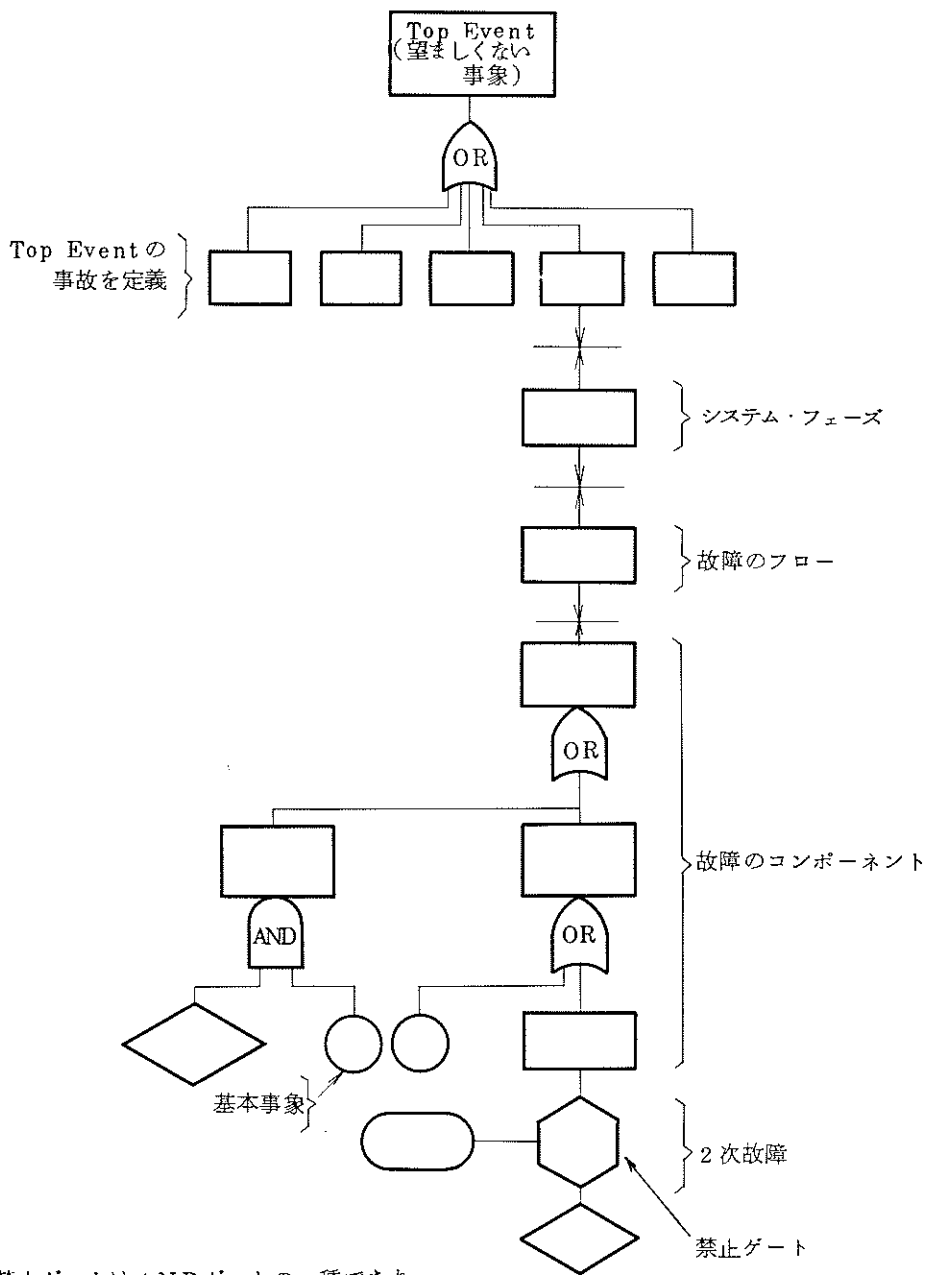 Top Event
(望ましくない
事象)
OR
Top Eventの
事故を定義
システム・フェーズ
故障のフロー
OR
故障のコンポーネント
AND
OR
基本事象
2次故障
禁止ゲート